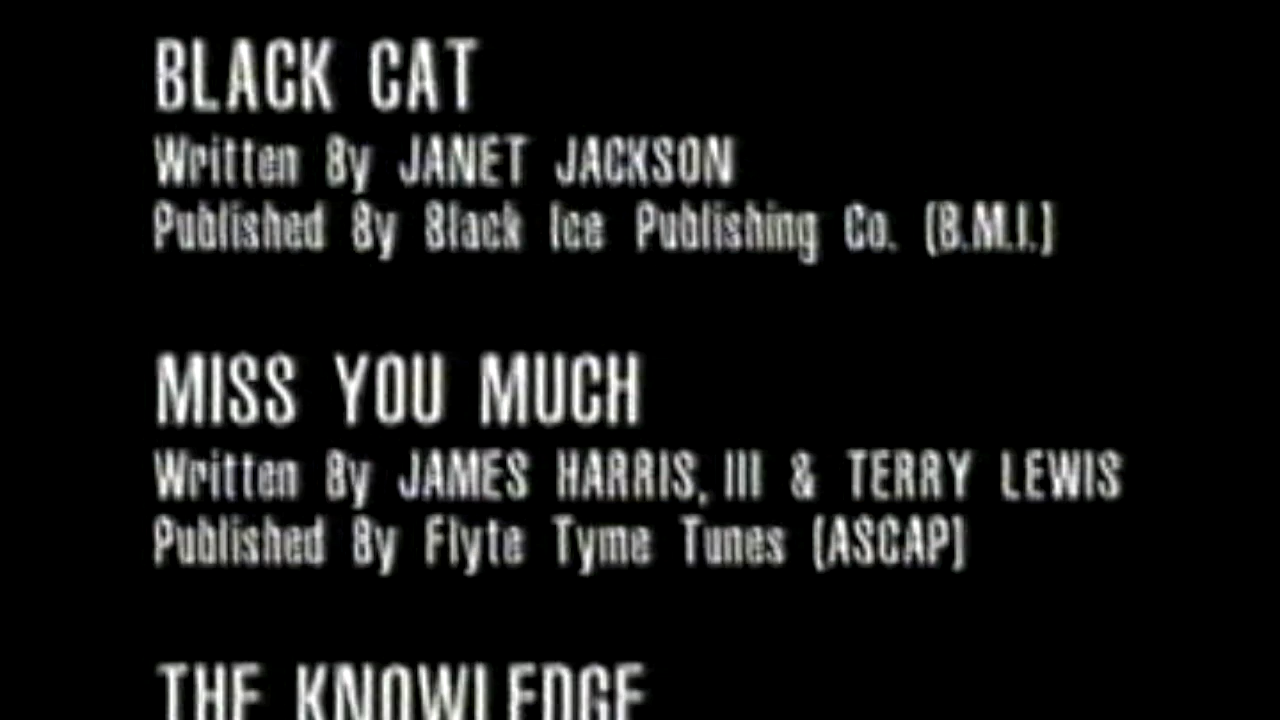 BLACK CAT
Written By JANET JACKSON
Published By Black Ice Publishing Co. (B.M.I.)
MISS YOU MUCH
Written By JAMES HARRIS, III & TERRY LEWIS
Published By Flyte Tyme Tunes (ASCAP)
THE KNOWLEDGE